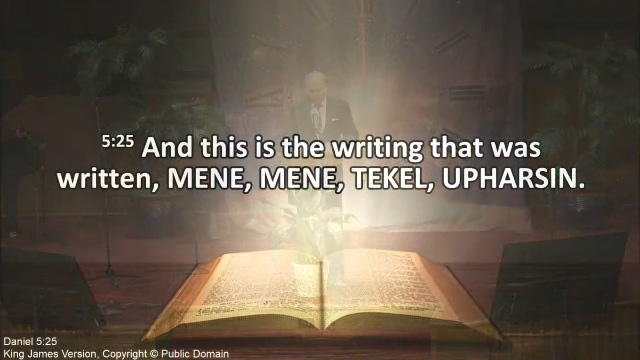 5:25 And this is the writing that was
written, MENE, MENE, TEKEL, UPHARSIN.
Daniel 5:25
King James Version, Copyright © Public Domain